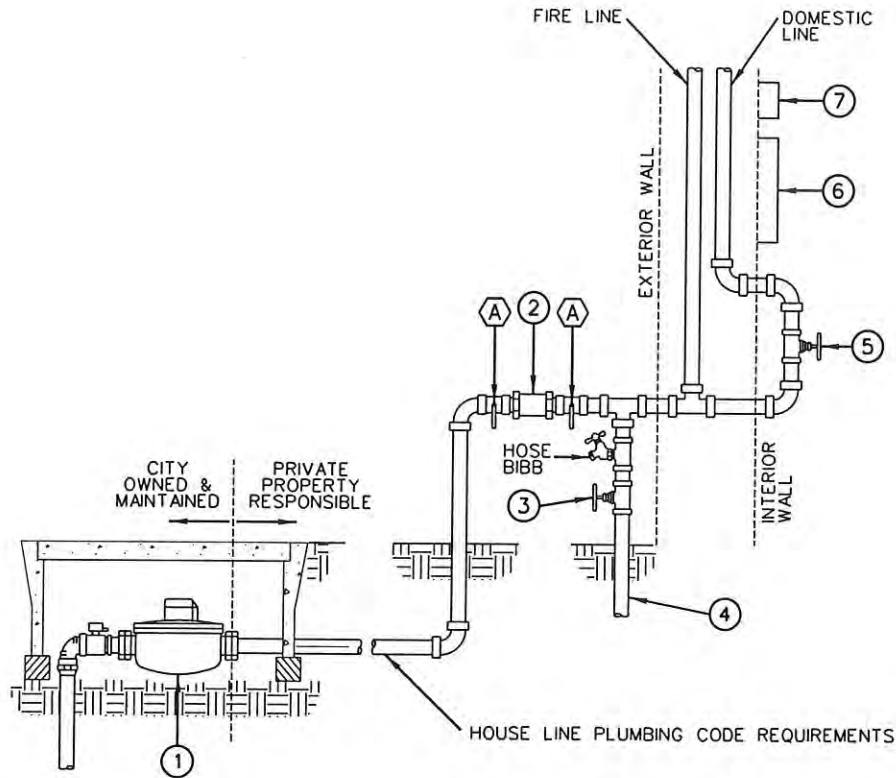 FIRE LINE
DOMESTIC
LINE
7
6
EXTERIOR WALL
A
2
A
5
HOSE
BIBB
3
INTERIOR
WALL
CITY
OWNED &
MAINTAINED
PRIVATE
PROPERTY
RESPONSIBLE
4
HOUSE LINE PLUMBING CODE REQUIREMENTS
1